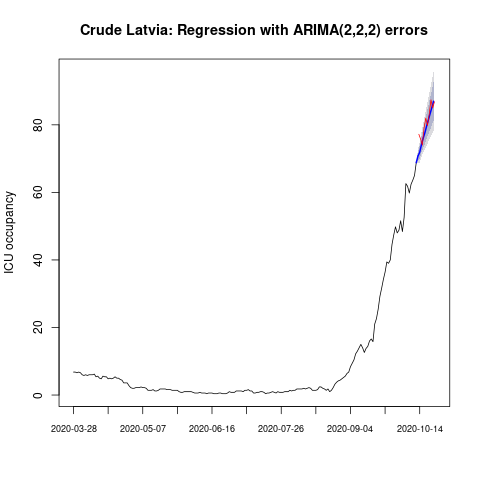 Crude Latvia: Regression with ARIMA(2,2,2) errors
ICU occupancy
80
60
40
20
0
2020-03-28 2020-05-07 2020-06-16 2020-07-26 2020-09-04 2020-10-14